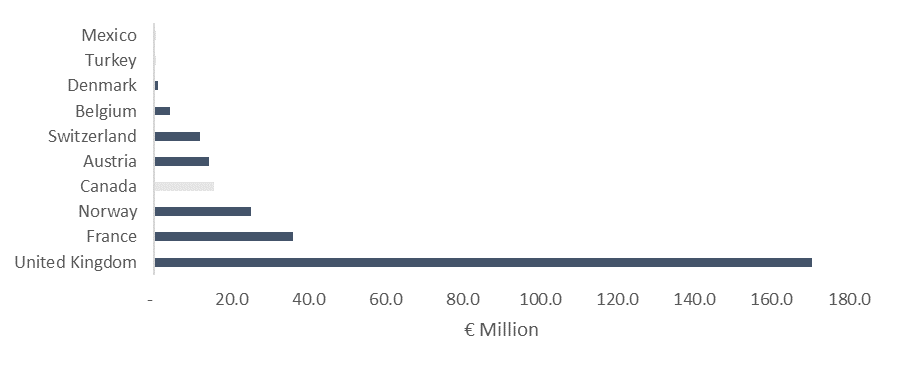 Mexico
Turkey
Denmark
Belgium
Switzerland
Austria
Canada
Norway
France
United Kingdom
- 20.0 40.0 60.0 80.0 100.0 120.0 140.0 160.0 180.0
€ Million